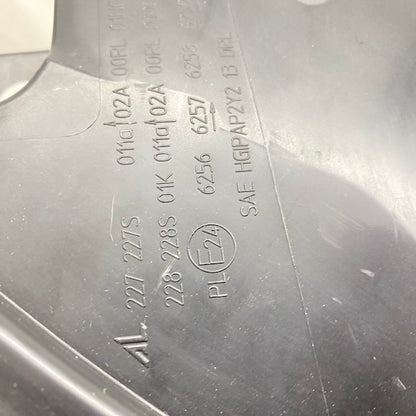 AL 227 227S 011a 02A 00RL
228 228S 01K 011a 02A 00RL
PL E24 6256 6257 6258
SAE HGIPAP2Y2 13 DRL